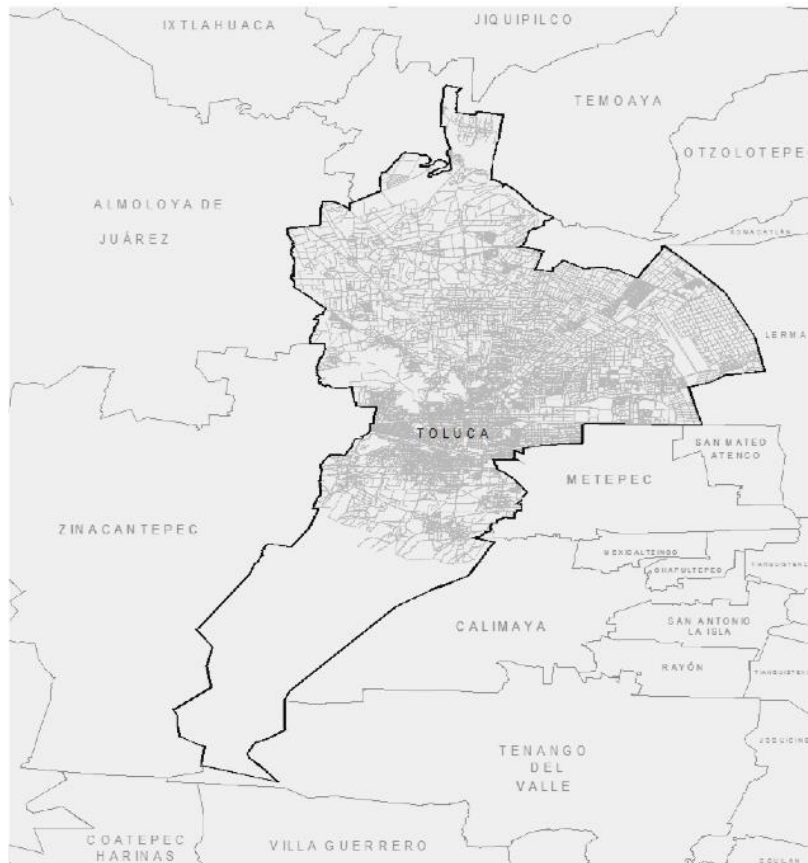 IXTLAHUACA
JIQUIPILCO
TEMOAYA
OTZOLOTEPEC
ALMOLOYA DE
JUÁREZ
LERMA
TOLUCA
SAN MATEO
ATENCO
METEPEC
ZINACANTEPEC
MEXICALTZINGO
CHAPULTEPEC
CALIMAYA
SAN ANTONIO
LA ISLA
RAYÓN
TENANGO
DEL
VALLE
COATEPEC
HARINAS
VILLA GUERRERO